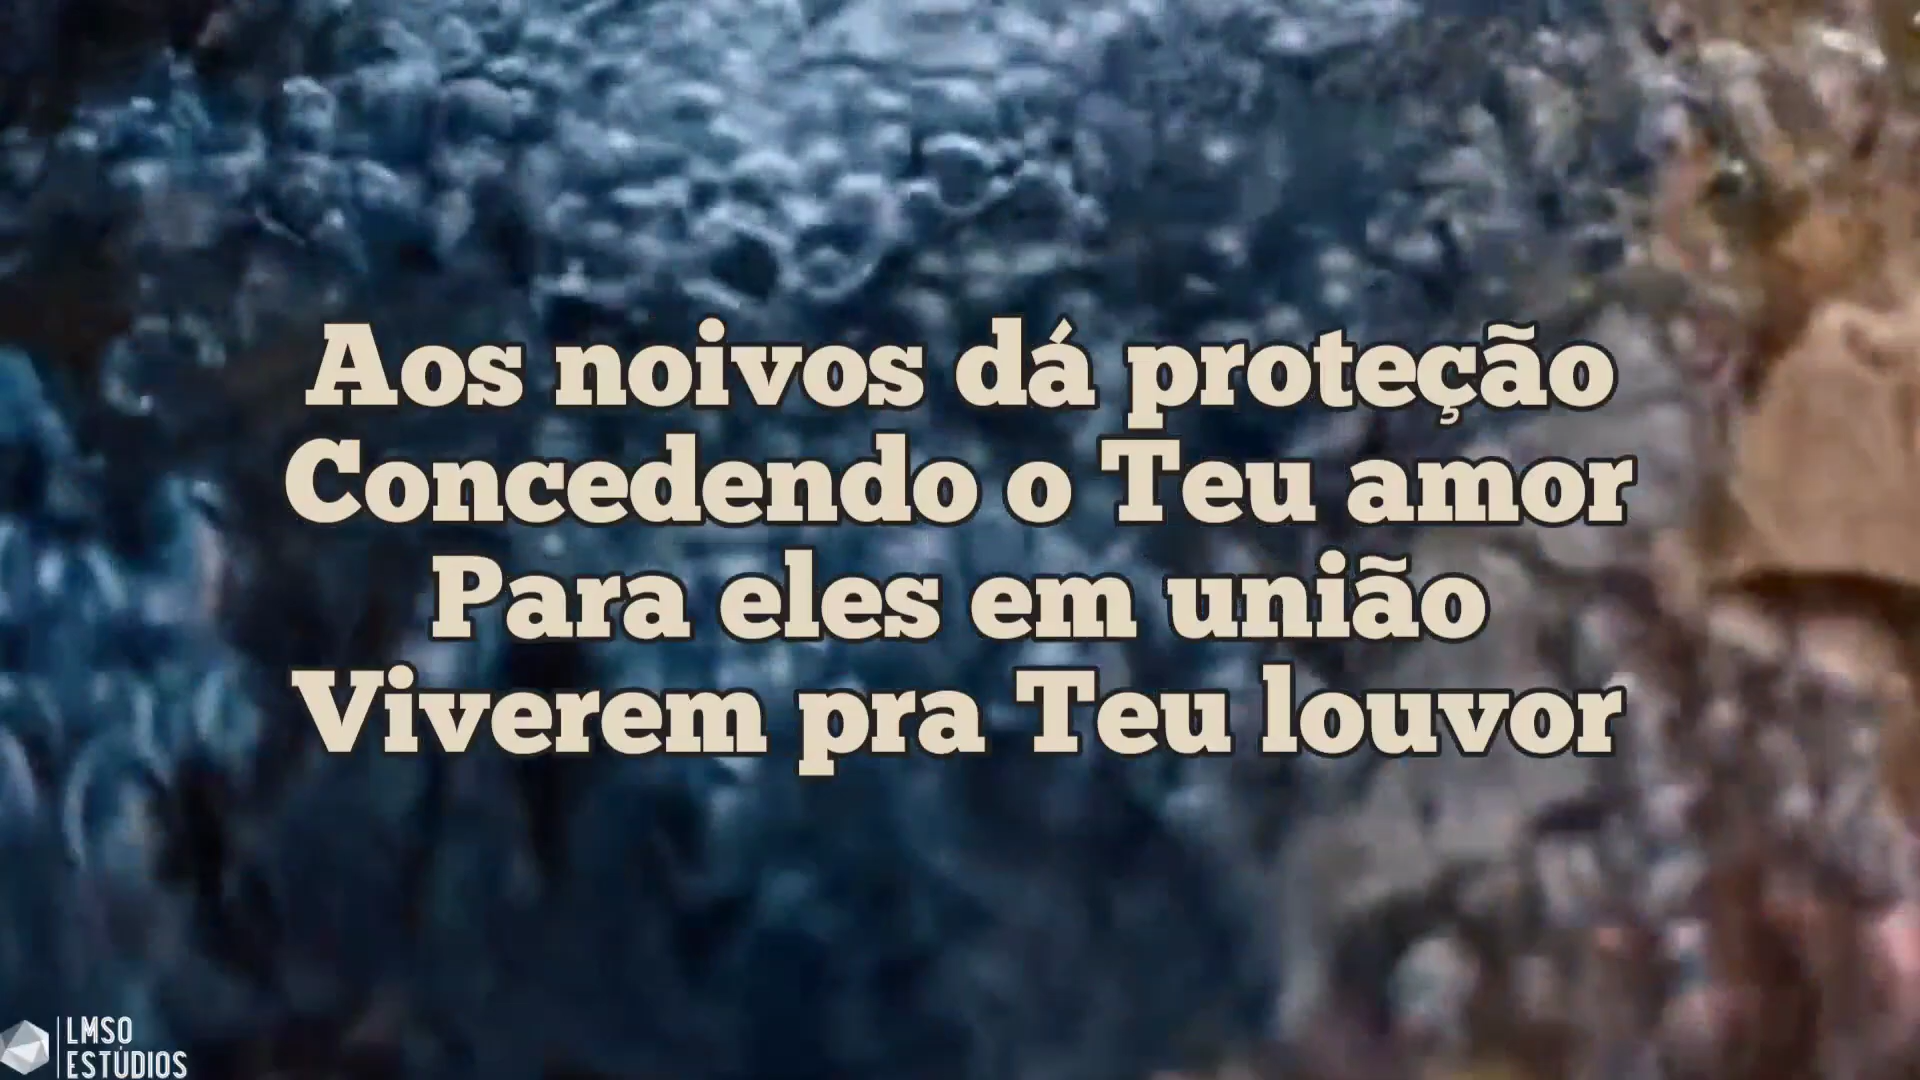 Aos noivos dá proteção
Concedendo o Teu amor
Para eles em união
Viverem pra Teu louvor
LMSO
ESTÚDIOS